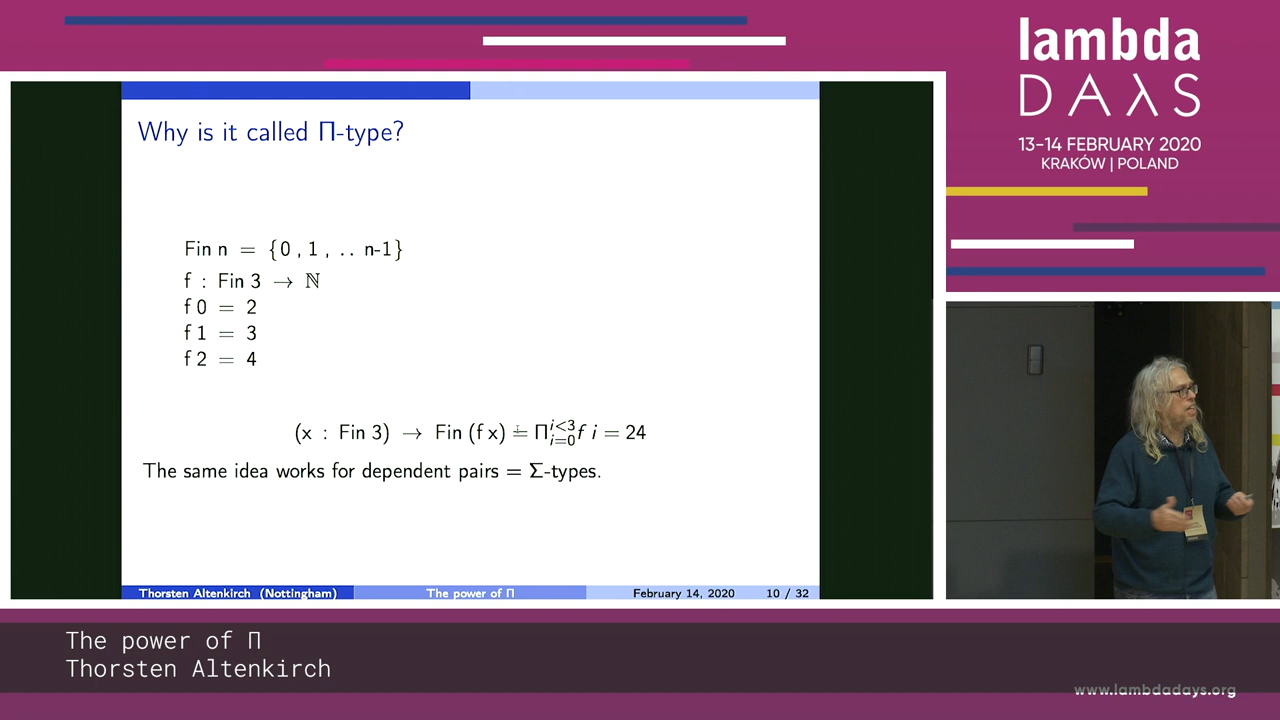 lambda
DAλS
13–14 FEBRUARY 2020
KRAKÓW | POLAND
Why is it called Π-type?
Fin n = {0 , 1 , .. n-1}
f : Fin 3 → ℕ
f 0 = 2
f 1 = 3
f 2 = 4
(x : Fin 3) → Fin (f x) ≐ Π_{i=0}^{i<3} f i = 24
The same idea works for dependent pairs = Σ-types.
Thorsten Altenkirch (Nottingham) The power of Π February 14, 2020 10 / 32
The power of Π
Thorsten Altenkirch
www.lambdadays.org